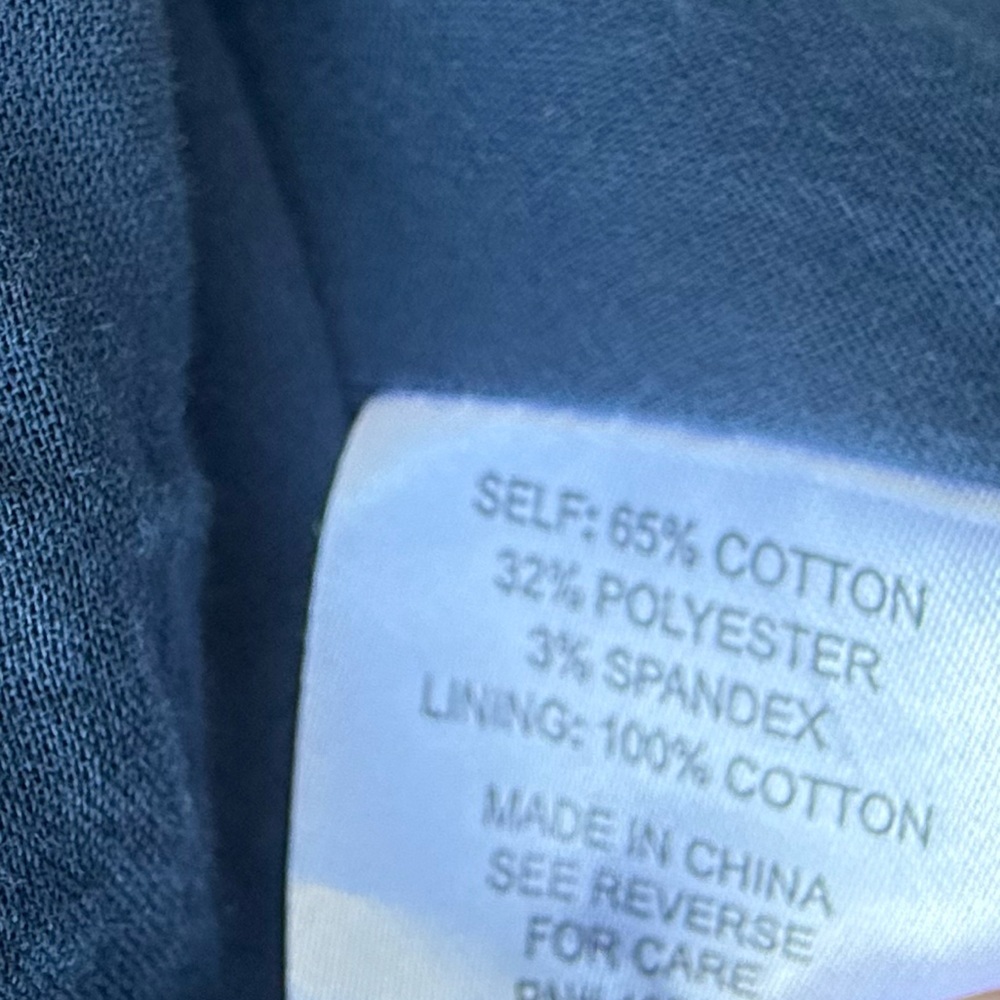 SELF: 65% COTTON
32% POLYESTER
3% SPANDEX
LINING: 100% COTTON
MADE IN CHINA
SEE REVERSE
FOR CARE